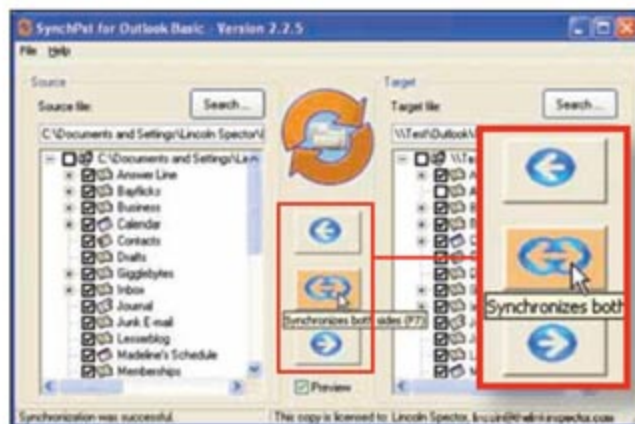 SynchPst for Outlook Basic - Version 2.2.5
File Help
Source
Target
Source file:
Search...
Target file:
Search...
C:\Documents and Settings\Lincoln Spector\
\\Test\Outlook\
C:\Documents and Settings\
Answer Line
Bayflicks
Business
Calendar
Contacts
Drafts
Gigglebytes
Inbox
Journal
Junk E-mail
Lesserblog
Madeline's Schedule
Memberships
Synchronizes both sides (F7)
Synchronizes both
Preview
Synchronization was successful.
This copy is licensed to: Lincoln Spector,